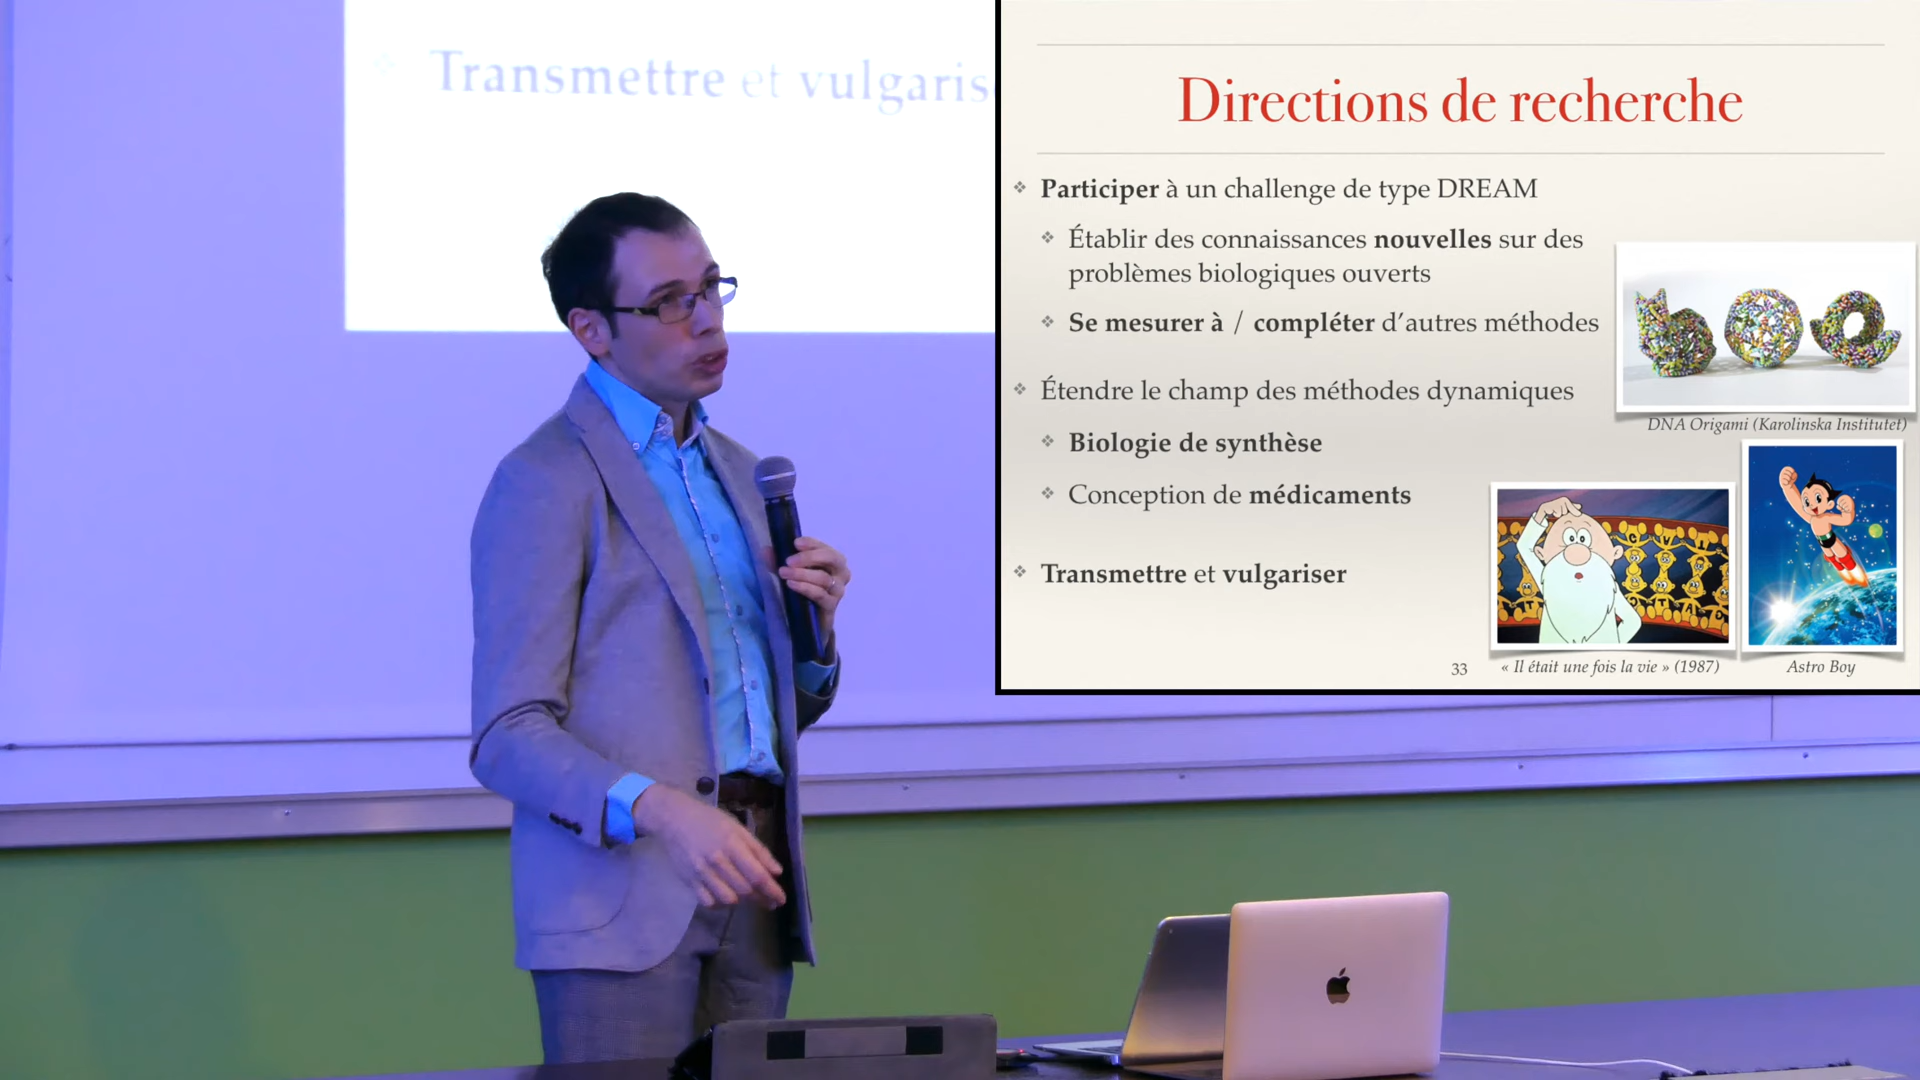 Transmettre et vulgaris
Directions de recherche
❖ Participer à un challenge de type DREAM
❖ Établir des connaissances nouvelles sur des
problèmes biologiques ouverts
❖ Se mesurer à / compléter d'autres méthodes
❖ Étendre le champ des méthodes dynamiques
❖ Biologie de synthèse
❖ Conception de médicaments
❖ Transmettre et vulgariser
DNA Origami (Karolinska Institutet)
« Il était une fois la vie » (1987)
Astro Boy
33